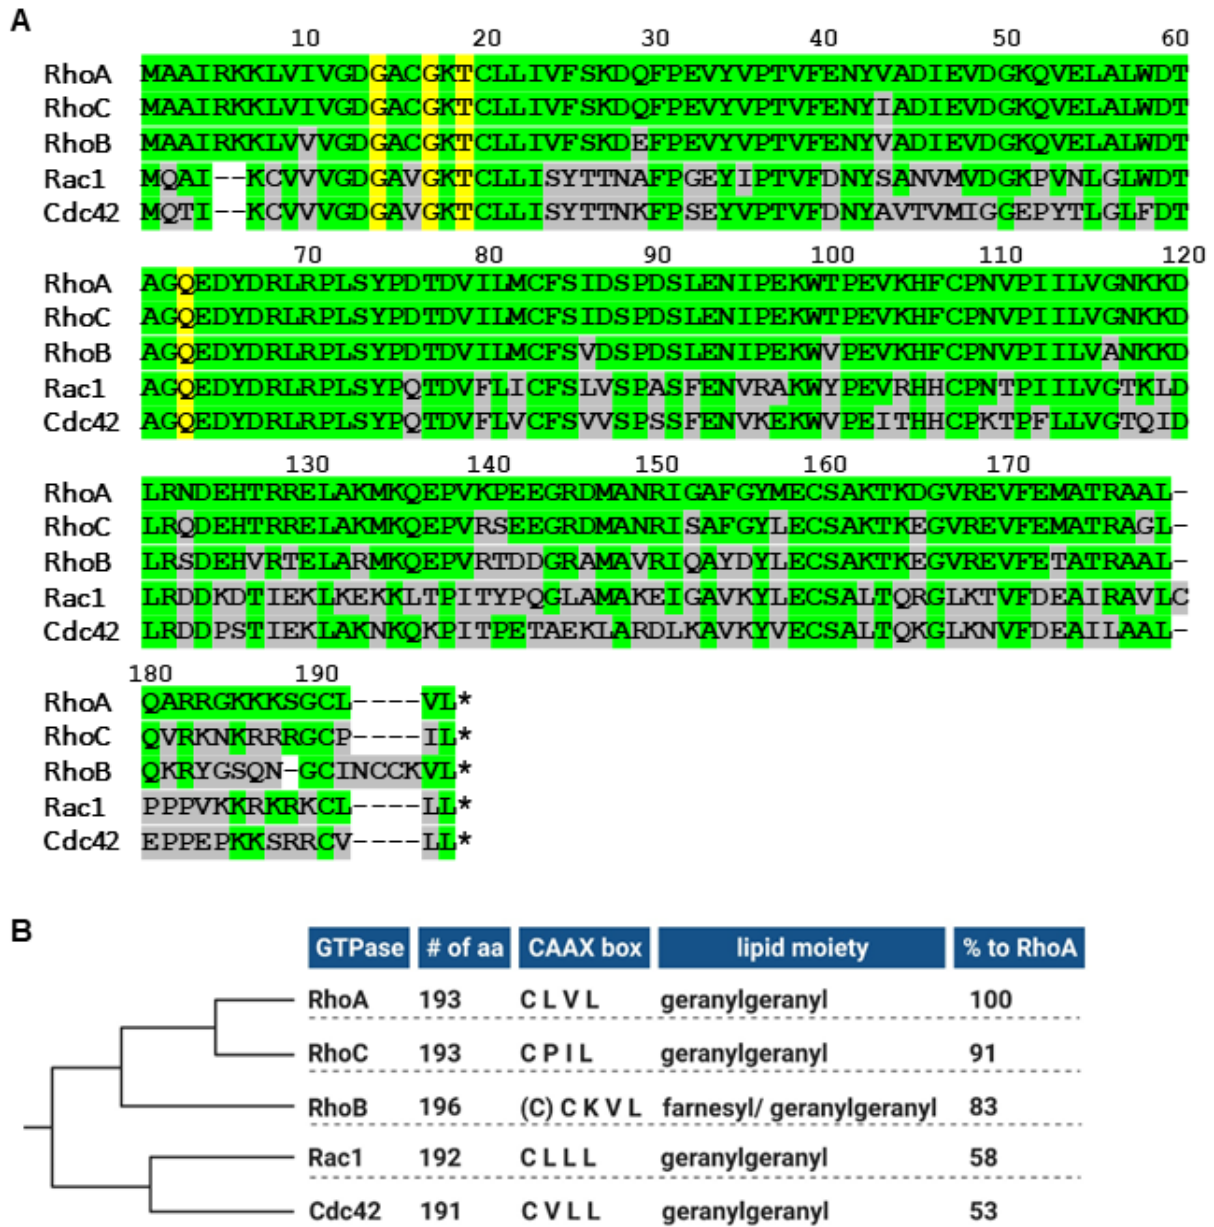 A
10 20 30 40 50 60
RhoA MAAIRKKLVIVGDGACGKTCLLIVFSKDQFPEVYVPTVFENYVADIEVDGKQVELALWDT
RhoC MAAIRKKLVIVGDGACGKTCLLIVFSKDQFPEVYVPTVFENYIADIEVDGKQVELALWDT
RhoB MAAIRKKLVVVGDGACGKTCLLIVFSKDEFPEVYVPTVFENYVADIEVDGKQVELALWDT
Rac1 MQAI--KCVVVGDGAVGKTCLLISYTTNAFPGEYIPTVFDNYSANVMVDGKPVNLGLWDT
Cdc42 MQTI--KCVVVGDGAVGKTCLLISYTTNKFPSEYVPTVFDNYAVTVMIGGEPYTLGLFDT
70 80 90 100 110 120
RhoA AGQEDYDRLRPLSYPDTDVILMCFSIDSPDSLENIPEKWTPEVKHFCPNVPIILVGNKKD
RhoC AGQEDYDRLRPLSYPDTDVILMCFSIDSPDSLENIPEKWTPEVKHFCPNVPIILVGNKKD
RhoB AGQEDYDRLRPLSYPDTDVILMCFSVDSPDSLENIPEKWVPEVKHFCPNVPIILVANKKD
Rac1 AGQEDYDRLRPLSYPQTDVFLICFSLVSPASFENVRAKWYPEVRHHCPNTPIILVGTKLD
Cdc42 AGQEDYDRLRPLSYPQTDVFLVCFSVVSPSSFENVKEKWVPEITHHCPKTPFLLVGTQID
130 140 150 160 170
RhoA LRNDEHTRRELAKMKQEPVKPEEGRDMANRIGAFGYMECSAKTKDGVREVFEMATRAAL-
RhoC LRQDEHTRRELAKMKQEPVRSEEGRDMANRISAFGYLECSAKTKEGVREVFEMATRAGL-
RhoB LRSDEHVRTELARMKQEPVRTDDGRAMAVRIQAYDYLECSAKTKEGVREVFETATRAAL-
Rac1 LRDDKDTIEKLKEKKLTPITYPQGLAMAKEIGAVKYLECSALTQRGLKTVFDEAIRAVLC
Cdc42 LRDDPSTIEKLAKNKQKPITPETAEKLARDLKAVKYVECSALTQKGLKNVFDEAILAAL-
180 190
RhoA QARRGKKKSGCL----VL*
RhoC QVRKNKRRRGCP----IL*
RhoB QKRYGSQN-GCINCCKVL*
Rac1 PPPVKKRKRKCL----LL*
Cdc42 EPPEPKKSRRCV----LL*
B
GTPase # of aa CAAX box lipid moiety % to RhoA
RhoA 193 C L V L geranylgeranyl 100
RhoC 193 C P I L geranylgeranyl 91
RhoB 196 (C) C K V L farnesyl/ geranylgeranyl 83
Rac1 192 C L L L geranylgeranyl 58
Cdc42 191 C V L L geranylgeranyl 53